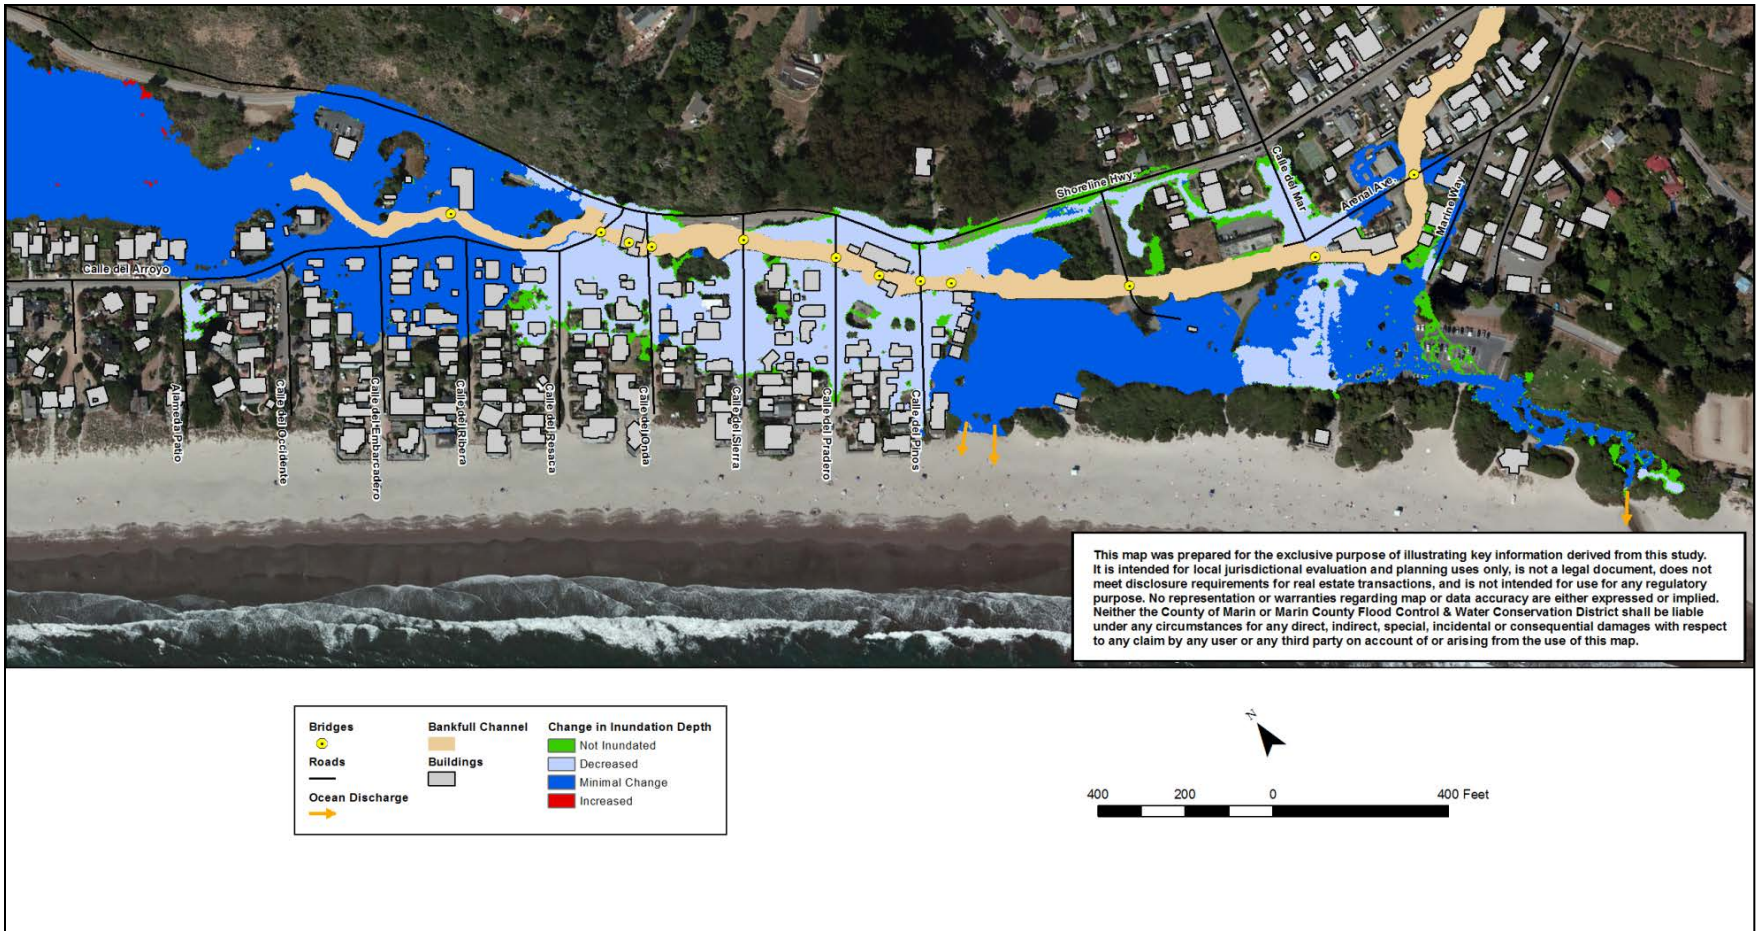 Shoreline Hwy.
Calle del Mar
Arenal Ave.
Marine Way
Calle del Arroyo
Alameda Patio
Calle del Occidente
Calle del Embarcadero
Calle del Ribera
Calle del Resaca
Calle del Onda
Calle del Sierra
Calle del Pradero
Calle del Pinos
This map was prepared for the exclusive purpose of illustrating key information derived from this study.
It is intended for local jurisdictional evaluation and planning uses only, is not a legal document, does not
meet disclosure requirements for real estate transactions, and is not intended for use for any regulatory
purpose. No representation or warranties regarding map or data accuracy are either expressed or implied.
Neither the County of Marin or Marin County Flood Control & Water Conservation District shall be liable
under any circumstances for any direct, indirect, special, incidental or consequential damages with respect
to any claim by any user or any third party on account of or arising from the use of this map.
Bridges
Roads
Ocean Discharge
Bankfull Channel
Buildings
Change in Inundation Depth
Not Inundated
Decreased
Minimal Change
Increased
N
400 200 0 400 Feet